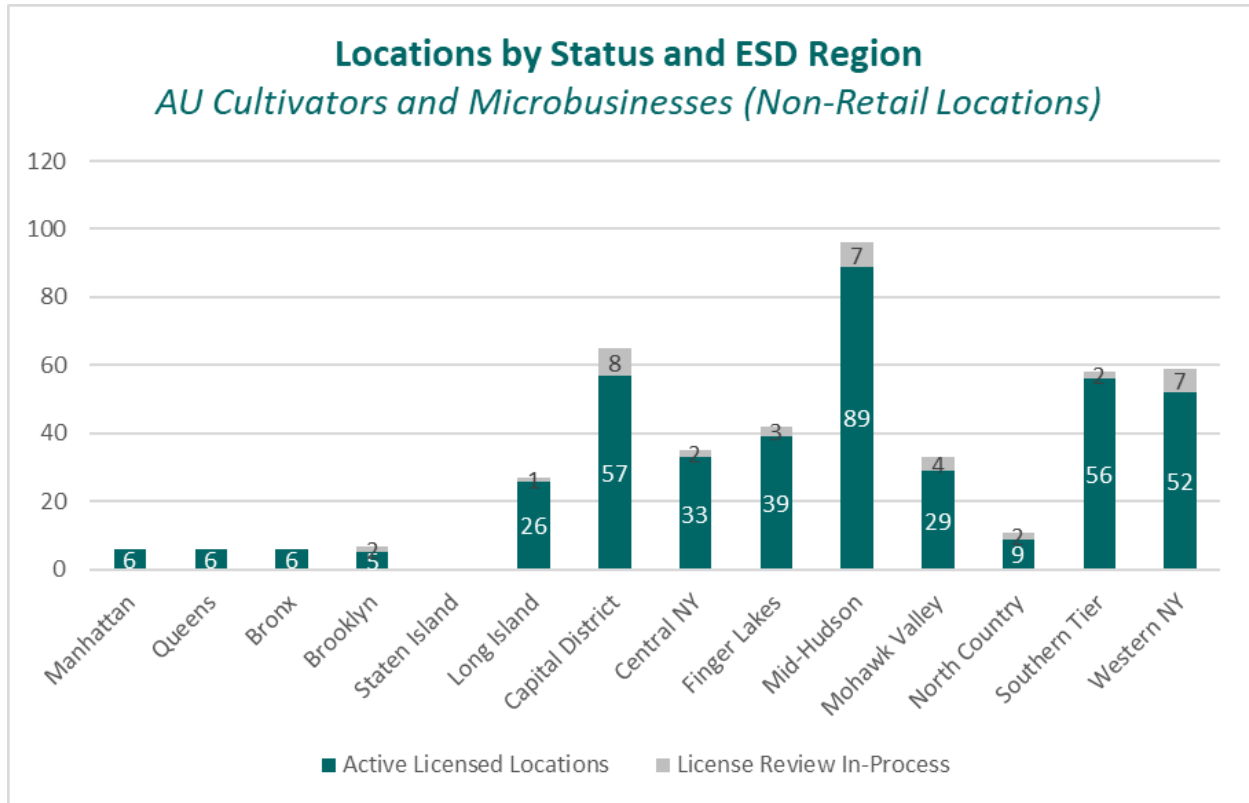 Locations by Status and ESD Region
AU Cultivators and Microbusinesses (Non-Retail Locations)
120
100
80
60
40
20
0
6
6
6
2
5
1
26
8
57
2
33
3
39
7
89
4
29
2
9
2
56
7
52
Manhattan
Queens
Bronx
Brooklyn
Staten Island
Long Island
Capital District
Central NY
Finger Lakes
Mid-Hudson
Mohawk Valley
North Country
Southern Tier
Western NY
Active Licensed Locations
License Review In-Process